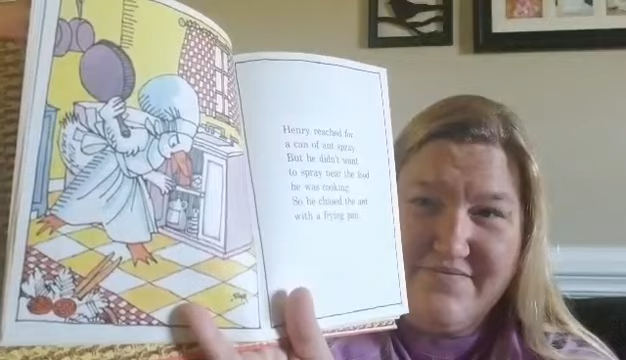 Henry reached for
a can of ant spray.
But he didn't want
to spray near the food
he was cooking.
So he chased the ant
with a frying pan.